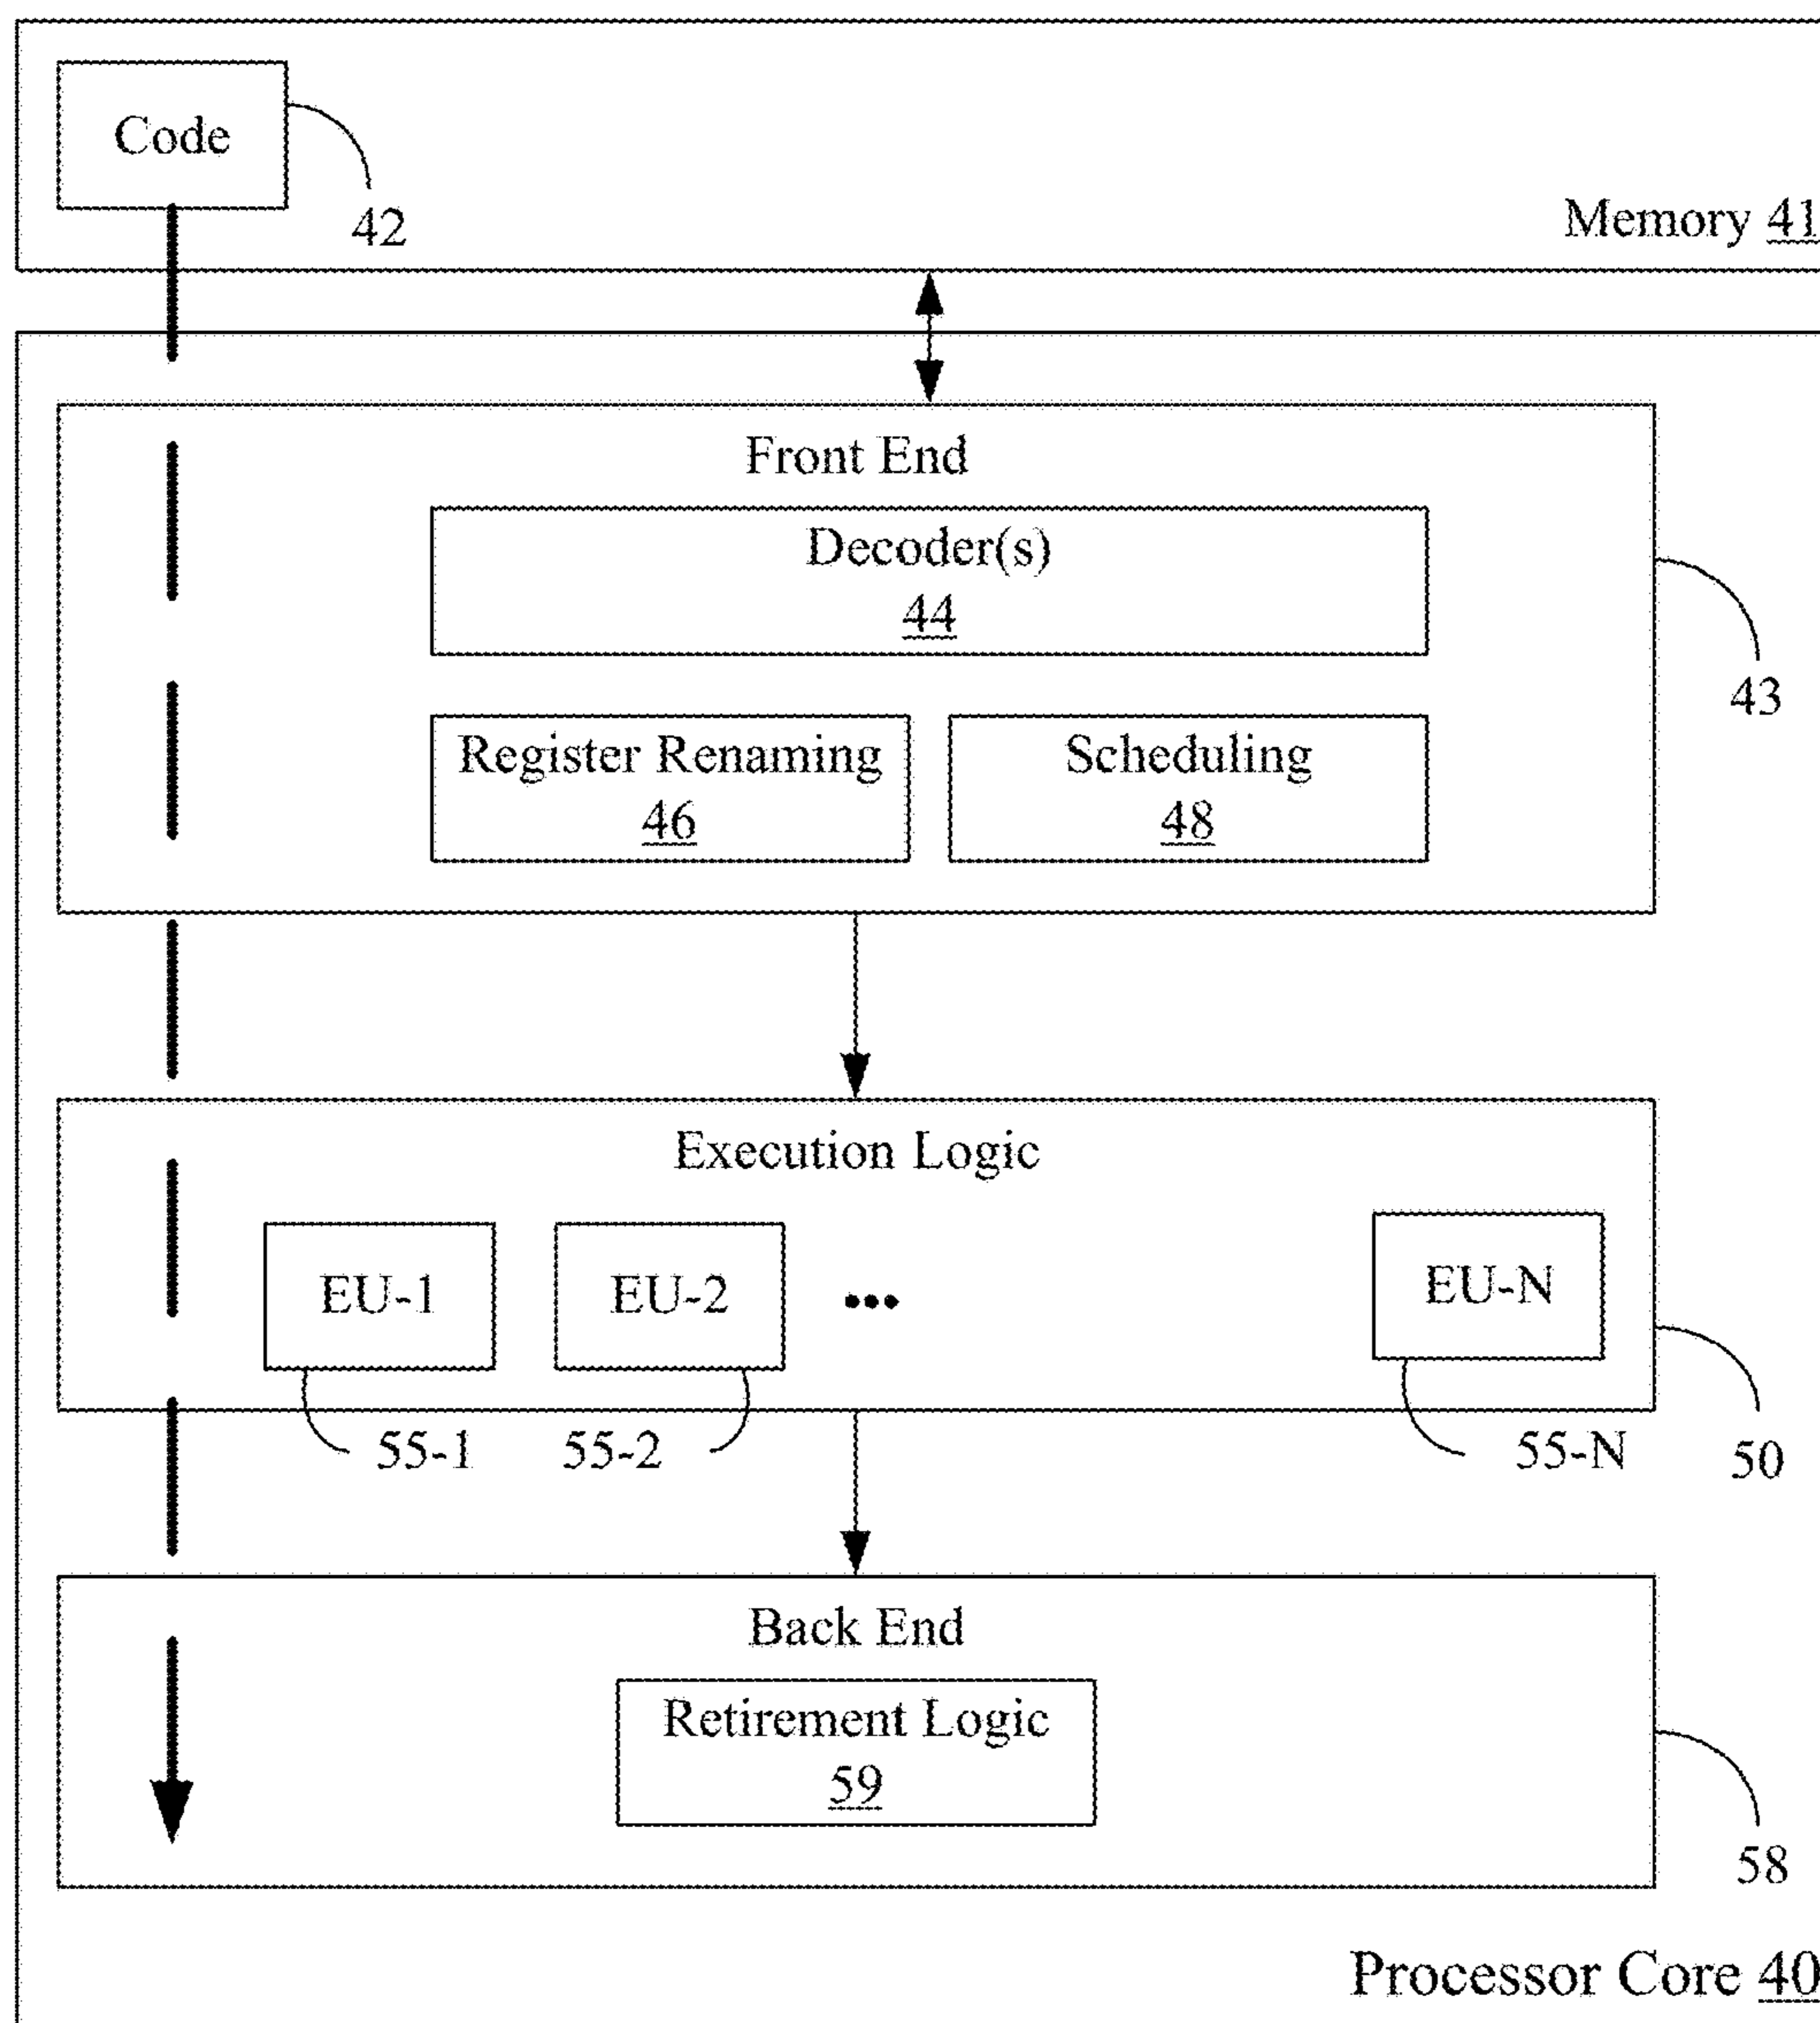 Code
42
Memory 41
Front End
Decoder(s)
44
43
Register Renaming
46
Scheduling
48
Execution Logic
EU-1
EU-2
•••
EU-N
55-1
55-2
55-N
50
Back End
Retirement Logic
59
58
Processor Core 40